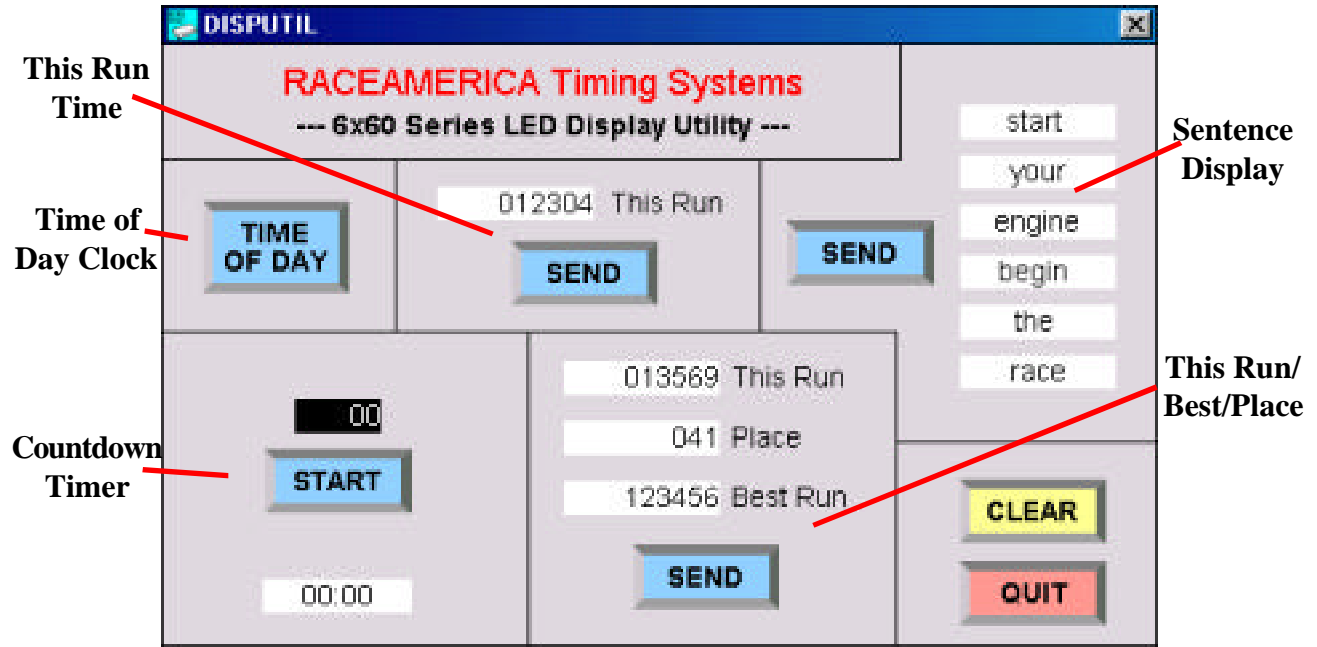 DISPUTIL
RACEAMERICA Timing Systems
--- 6x60 Series LED Display Utility ---
This Run
Time
Time of
Day Clock
Countdown
Timer
TIME
OF DAY
012304 This Run
SEND
SEND
start
your
engine
begin
the
race
Sentence
Display
00
START
00:00
013569 This Run
041 Place
123456 Best Run
SEND
This Run/
Best/Place
CLEAR
QUIT